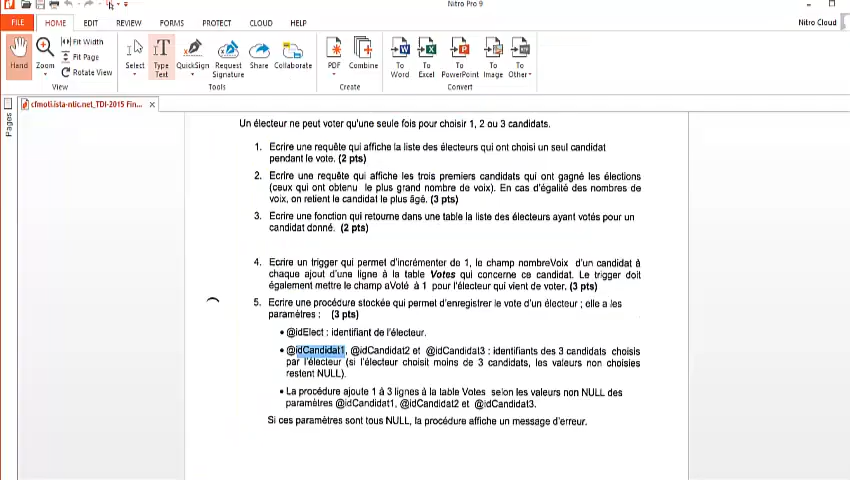 Nitro Pro 9
FILE HOME EDIT REVIEW FORMS PROTECT CLOUD HELP
Nitro Cloud
Hand Zoom Fit Width Fit Page Rotate View Select Type Text QuickSign Request Signature Share Collaborate PDF Combine To Word To Excel To PowerPoint To Image To Other
View Tools Create Convert
cfmoti.ista-ntic.net_TDI-2015 Fin...
Pages
Un électeur ne peut voter qu'une seule fois pour choisir 1, 2 ou 3 candidats.
1. Ecrire une requête qui affiche la liste des électeurs qui ont choisi un seul candidat
pendant le vote. (2 pts)
2. Ecrire une requête qui affiche les trois premiers candidats qui ont gagné les élections
(ceux qui ont obtenu le plus grand nombre de voix). En cas d'égalité des nombres de
voix, on retient le candidat le plus âgé. (3 pts)
3. Ecrire une fonction qui retourne dans une table la liste des électeurs ayant votés pour un
candidat donné. (2 pts)
4. Ecrire un trigger qui permet d'incrémenter de 1, le champ nombreVoix d'un candidat à
chaque ajout d'une ligne à la table Votes qui concerne ce candidat. Le trigger doit
également mettre le champ aVoté à 1 pour l'électeur qui vient de voter. (3 pts)
5. Ecrire une procédure stockée qui permet d'enregistrer le vote d'un électeur ; elle a les
paramètres : (3 pts)
• @idElect : identifiant de l'électeur.
• @idCandidat1, @idCandidat2 et @idCandidat3 : identifiants des 3 candidats choisis
par l'électeur (si l'électeur choisit moins de 3 candidats, les valeurs non choisies
restent NULL).
• La procédure ajoute 1 à 3 lignes à la table Votes selon les valeurs non NULL des
paramètres @idCandidat1, @idCandidat2 et @idCandidat3.
Si ces paramètres sont tous NULL, la procédure affiche un message d'erreur.